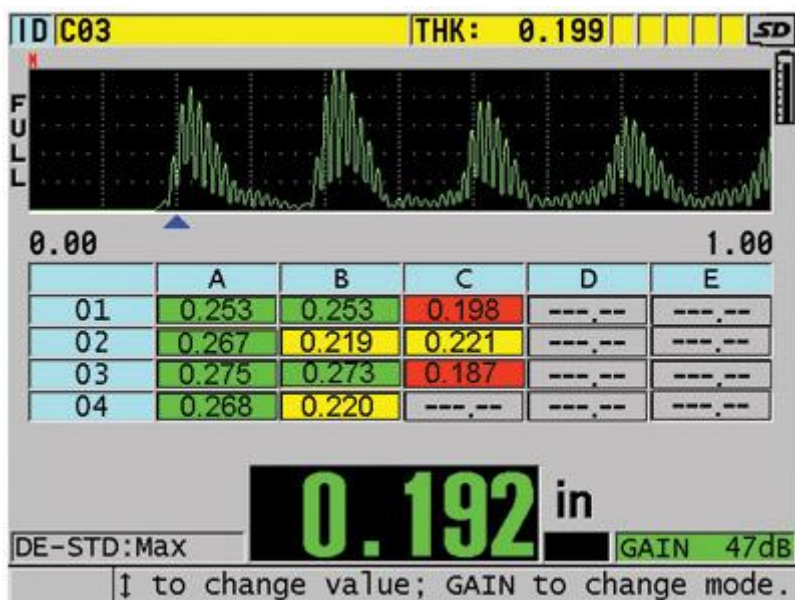 ID C03 THK: 0.199 SD
M
FULL
0.00 1.00
A B C D E
01 0.253 0.253 0.198 ---.-- ---.--
02 0.267 0.219 0.221 ---.-- ---.--
03 0.275 0.273 0.187 ---.-- ---.--
04 0.268 0.220 ---.-- ---.-- ---.--
0.192 in
DE-STD:Max GAIN 47dB
↕ to change value; GAIN to change mode.